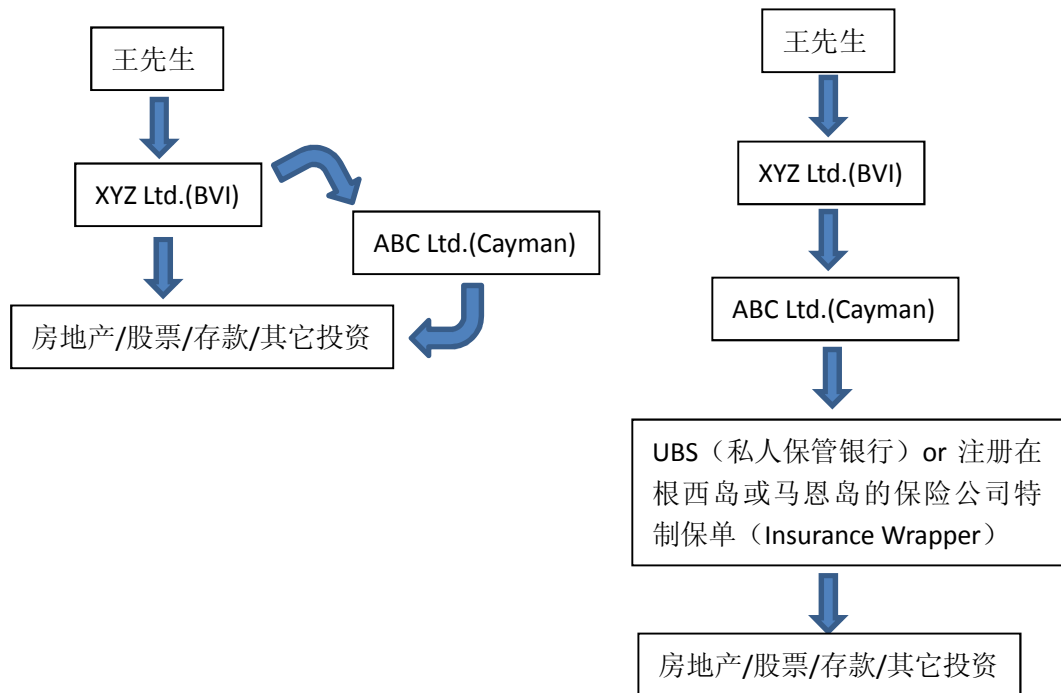 王先生
XYZ Ltd.(BVI)
ABC Ltd.(Cayman)
房地产/股票/存款/其它投资
王先生
XYZ Ltd.(BVI)
ABC Ltd.(Cayman)
UBS（私人保管银行）or 注册在
根西岛或马恩岛的保险公司特
制保单（Insurance Wrapper）
房地产/股票/存款/其它投资